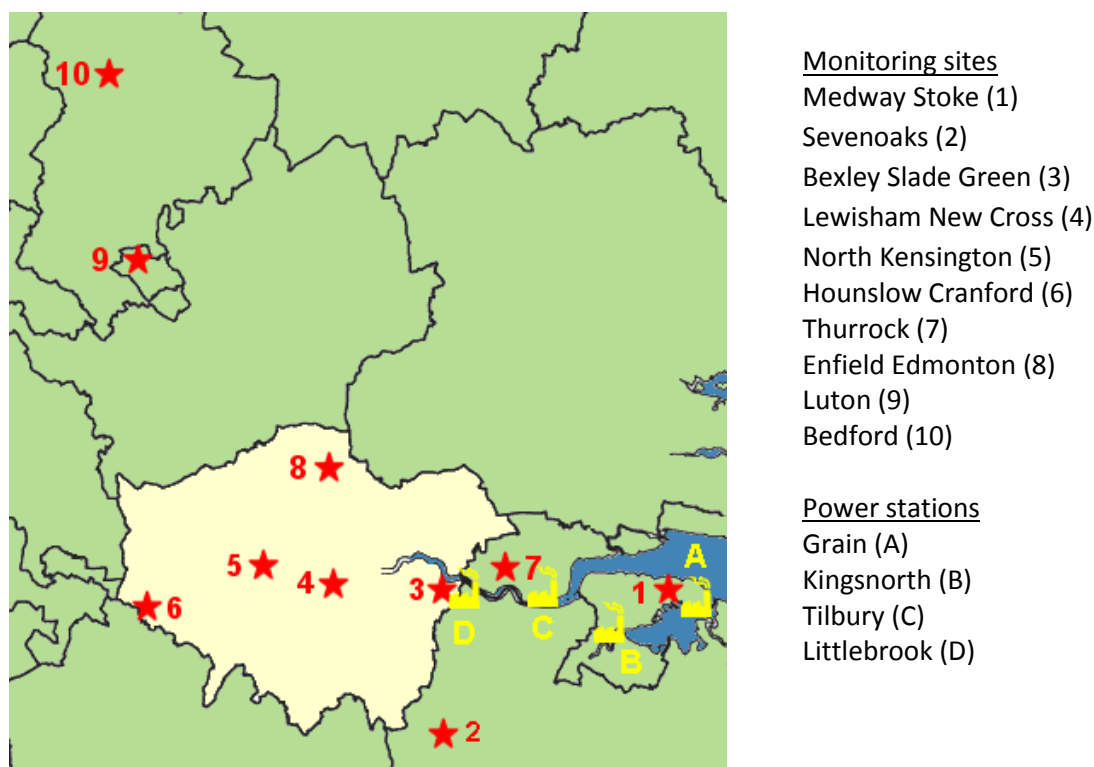 10
9
8
5
4
3
7
6
1
2
A
B
C
D
Monitoring sites
Medway Stoke (1)
Sevenoaks (2)
Bexley Slade Green (3)
Lewisham New Cross (4)
North Kensington (5)
Hounslow Cranford (6)
Thurrock (7)
Enfield Edmonton (8)
Luton (9)
Bedford (10)
Power stations
Grain (A)
Kingsnorth (B)
Tilbury (C)
Littlebrook (D)